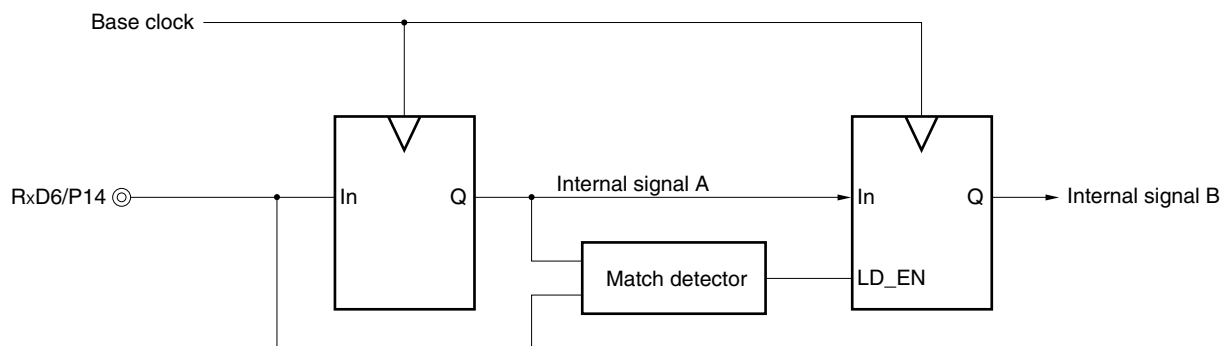 Base clock
RxD6/P14
In
Q
Internal signal A
In
Q
Internal signal B
Match detector
LD_EN